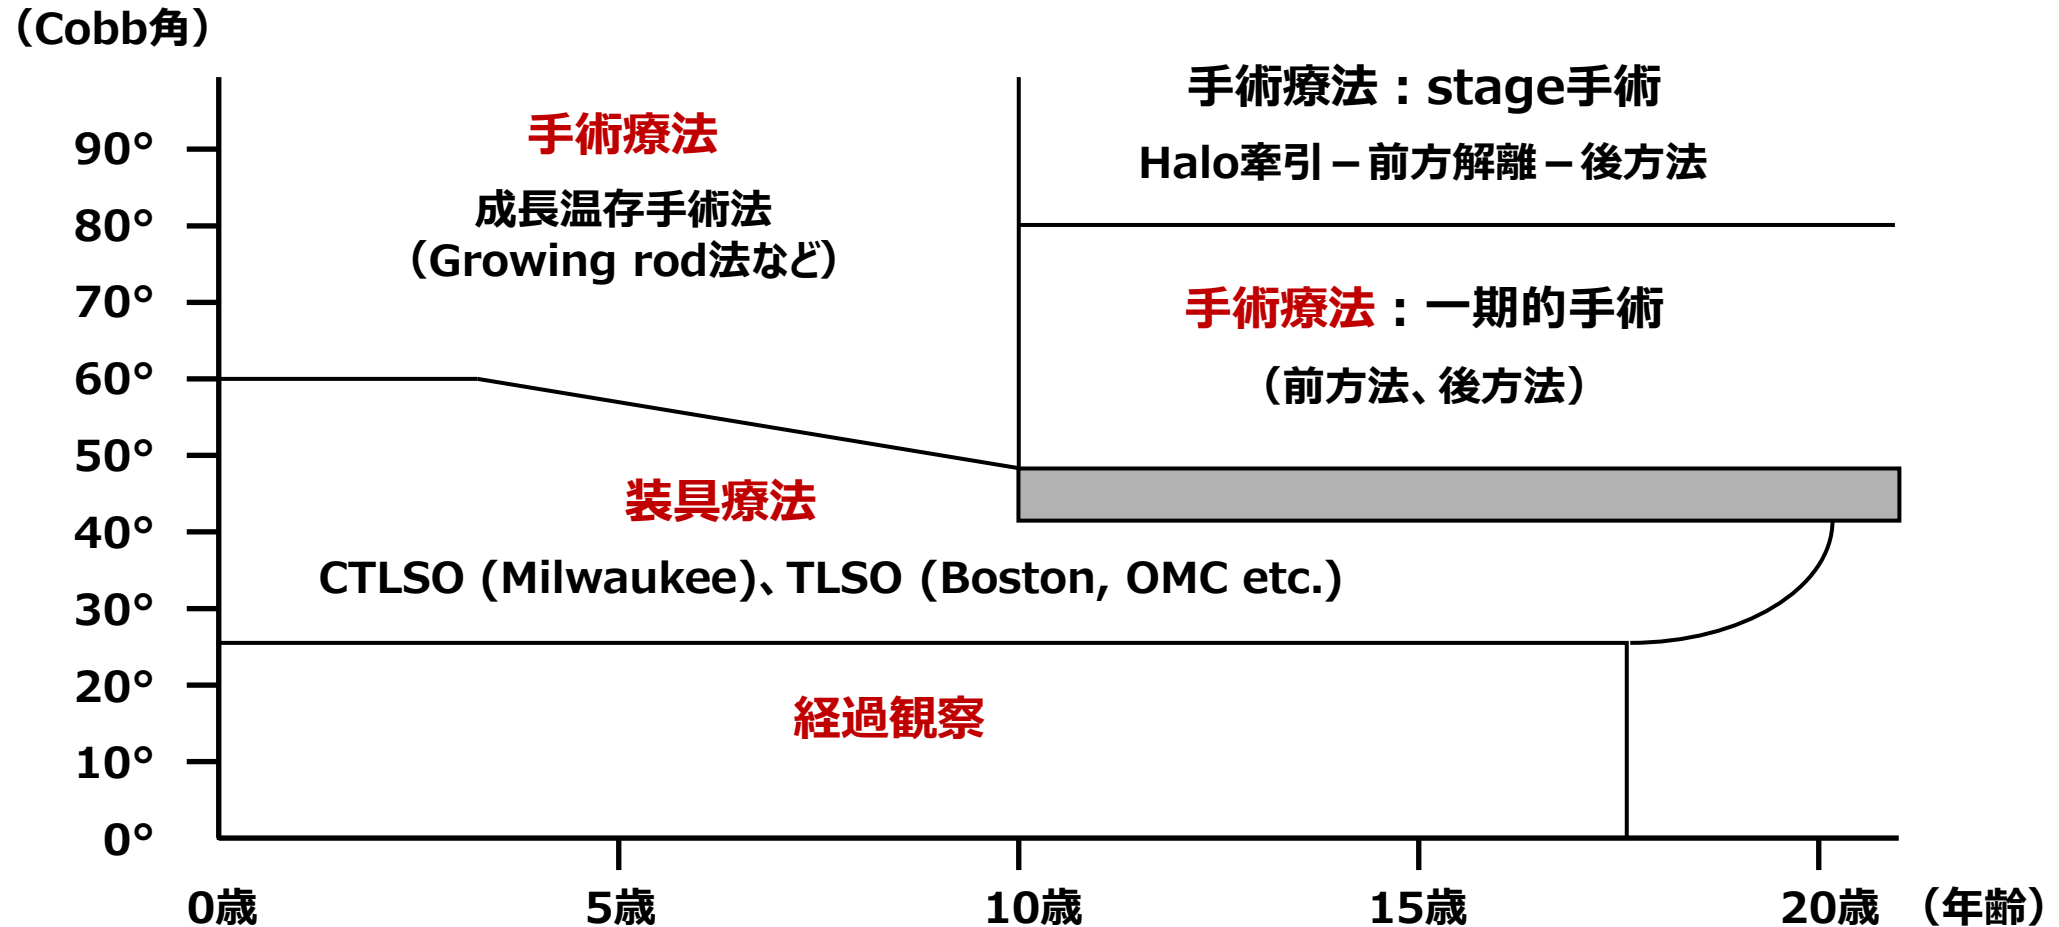 （Cobb角）
手術療法：stage手術
Halo牽引－前方解離－後方法
手術療法
成長温存手術法
（Growing rod法など）
手術療法：一期的手術
（前方法、後方法）
装具療法
CTLSO (Milwaukee)、TLSO (Boston, OMC etc.)
経過観察
90°
80°
70°
60°
50°
40°
30°
20°
10°
0°
0歳
5歳
10歳
15歳
20歳
（年齢）